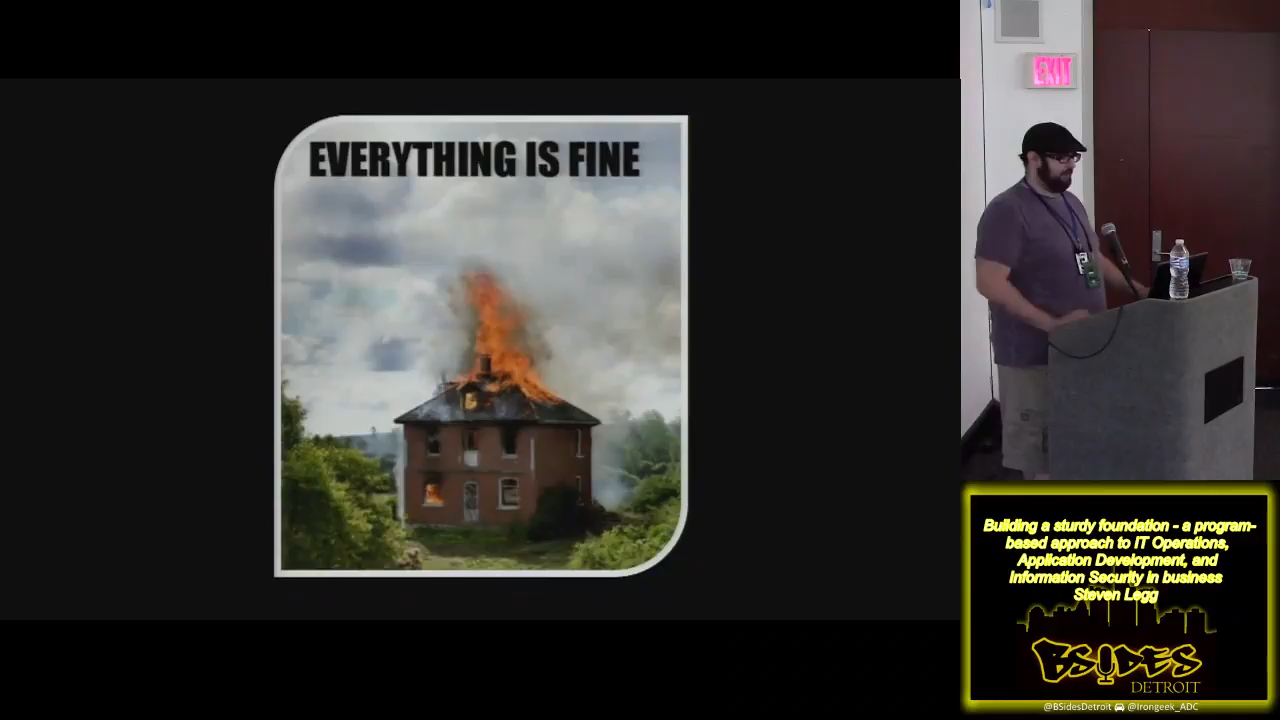 EVERYTHING IS FINE
EXIT
Building a sturdy foundation - a program-
based approach to IT Operations,
Application Development, and
Information Security in business
Steven Legg
BSIDES
DETROIT
@BSidesDetroit @Irongeek_ADC